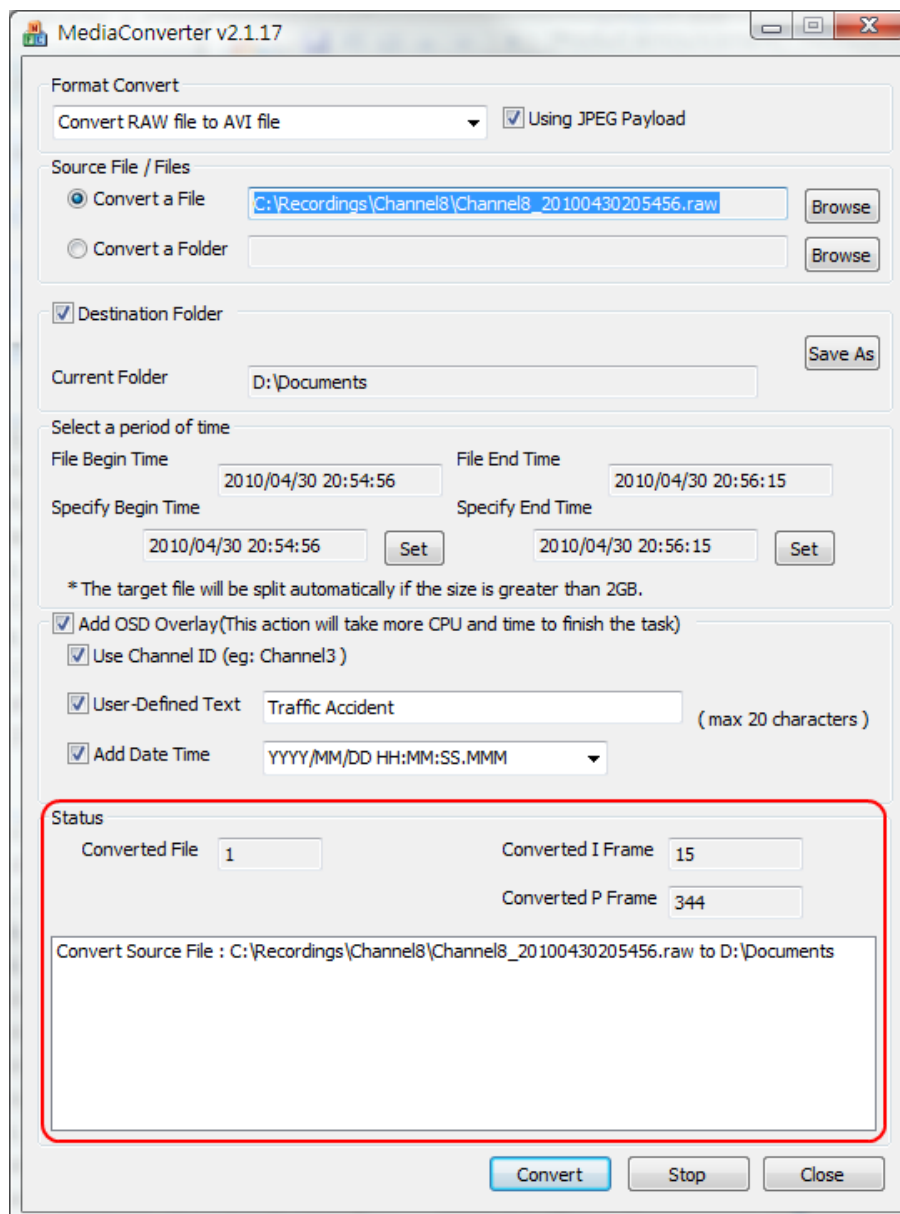 MediaConverter v2.1.17
Format Convert
Convert RAW file to AVI file
Using JPEG Payload
Source File / Files
Convert a File
C:\Recordings\Channel8\Channel8_20100430205456.raw
Browse
Convert a Folder
Browse
Destination Folder
Save As
Current Folder
D:\Documents
Select a period of time
File Begin Time
2010/04/30 20:54:56
File End Time
2010/04/30 20:56:15
Specify Begin Time
2010/04/30 20:54:56
Set
Specify End Time
2010/04/30 20:56:15
Set
* The target file will be split automatically if the size is greater than 2GB.
Add OSD Overlay(This action will take more CPU and time to finish the task)
Use Channel ID (eg: Channel3 )
User-Defined Text
Traffic Accident
( max 20 characters )
Add Date Time
YYYY/MM/DD HH:MM:SS.MMM
Status
Converted File
1
Converted I Frame
15
Converted P Frame
344
Convert Source File : C:\Recordings\Channel8\Channel8_20100430205456.raw to D:\Documents
Convert
Stop
Close